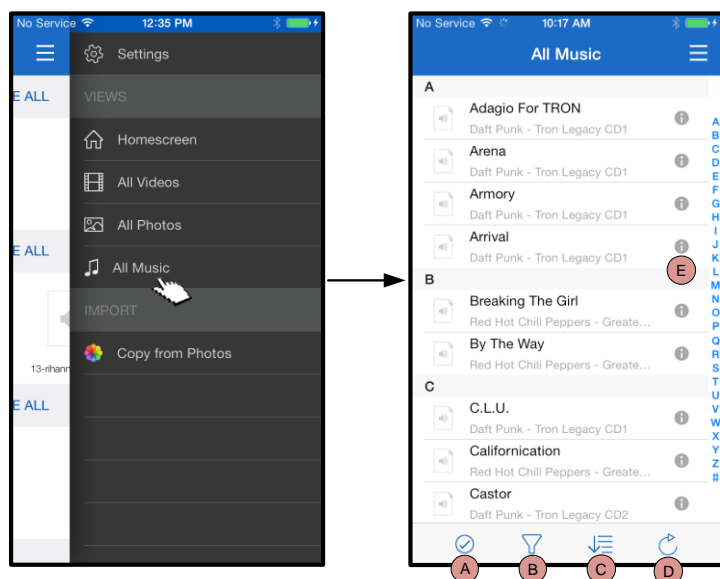 No Service 12:35 PM
Settings
E ALL
VIEWS
Homescreen
All Videos
All Photos
E ALL
All Music
IMPORT
Copy from Photos
13-rihann
E ALL
No Service 10:17 AM
All Music
A
Adagio For TRON
Daft Punk - Tron Legacy CD1
Arena
Daft Punk - Tron Legacy CD1
Armory
Daft Punk - Tron Legacy CD1
Arrival
Daft Punk - Tron Legacy CD1
E
B
Breaking The Girl
Red Hot Chili Peppers - Greate...
By The Way
Red Hot Chili Peppers - Greate...
C
C.L.U.
Daft Punk - Tron Legacy CD1
Californication
Red Hot Chili Peppers - Greate...
Castor
Daft Punk - Tron Legacy CD2
A
B
C
D
E
F
G
H
I
J
K
L
M
N
O
P
Q
R
S
T
U
V
W
X
Y
Z
#
A B C D